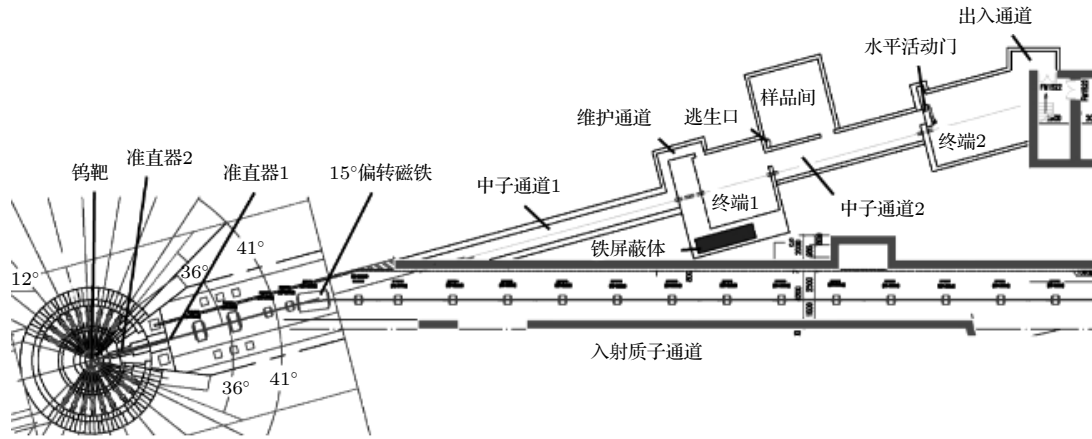 出入通道
水平活动门
样品间
逃生口
维护通道
终端2
准直器2
钨靶
准直器1
15°偏转磁铁
中子通道1
终端1
中子通道2
铁屏蔽体
41°
36°
12°
入射质子通道
36°
41°